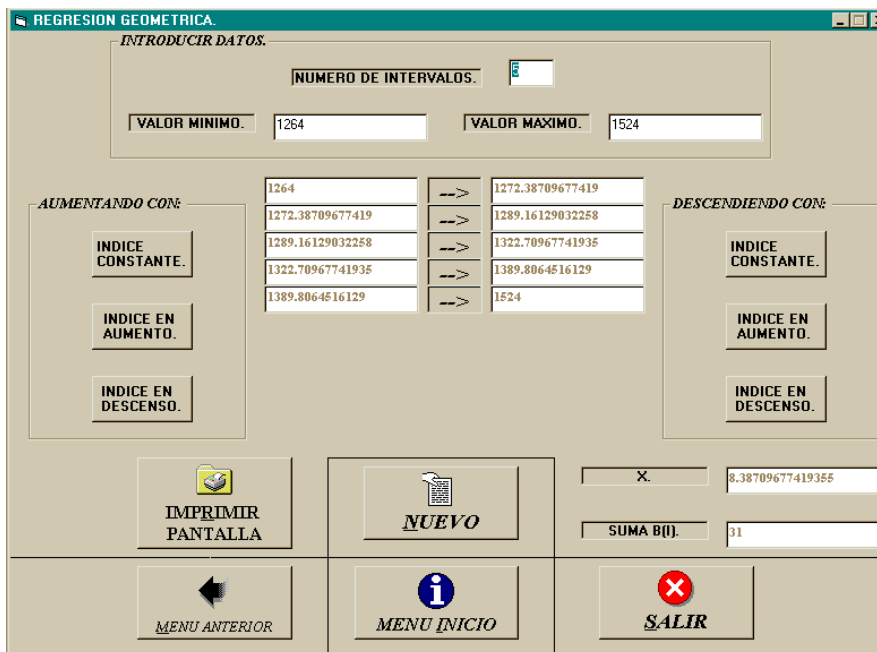 REGRESION GEOMETRICA.
INTRODUCIR DATOS.
NUMERO DE INTERVALOS.
5
VALOR MINIMO.
1264
VALOR MAXIMO.
1524
AUMENTANDO CON:
INDICE
CONSTANTE.
INDICE EN
AUMENTO.
INDICE EN
DESCENSO.
1264 --> 1272.38709677419
1272.38709677419 --> 1289.16129032258
1289.16129032258 --> 1322.70967741935
1322.70967741935 --> 1389.8064516129
1389.8064516129 --> 1524
DESCENDIENDO CON:
INDICE
CONSTANTE.
INDICE EN
AUMENTO.
INDICE EN
DESCENSO.
IMPRIMIR
PANTALLA
NUEVO
X.
8.38709677419355
SUMA B(I).
31
MENU ANTERIOR
MENU INICIO
SALIR